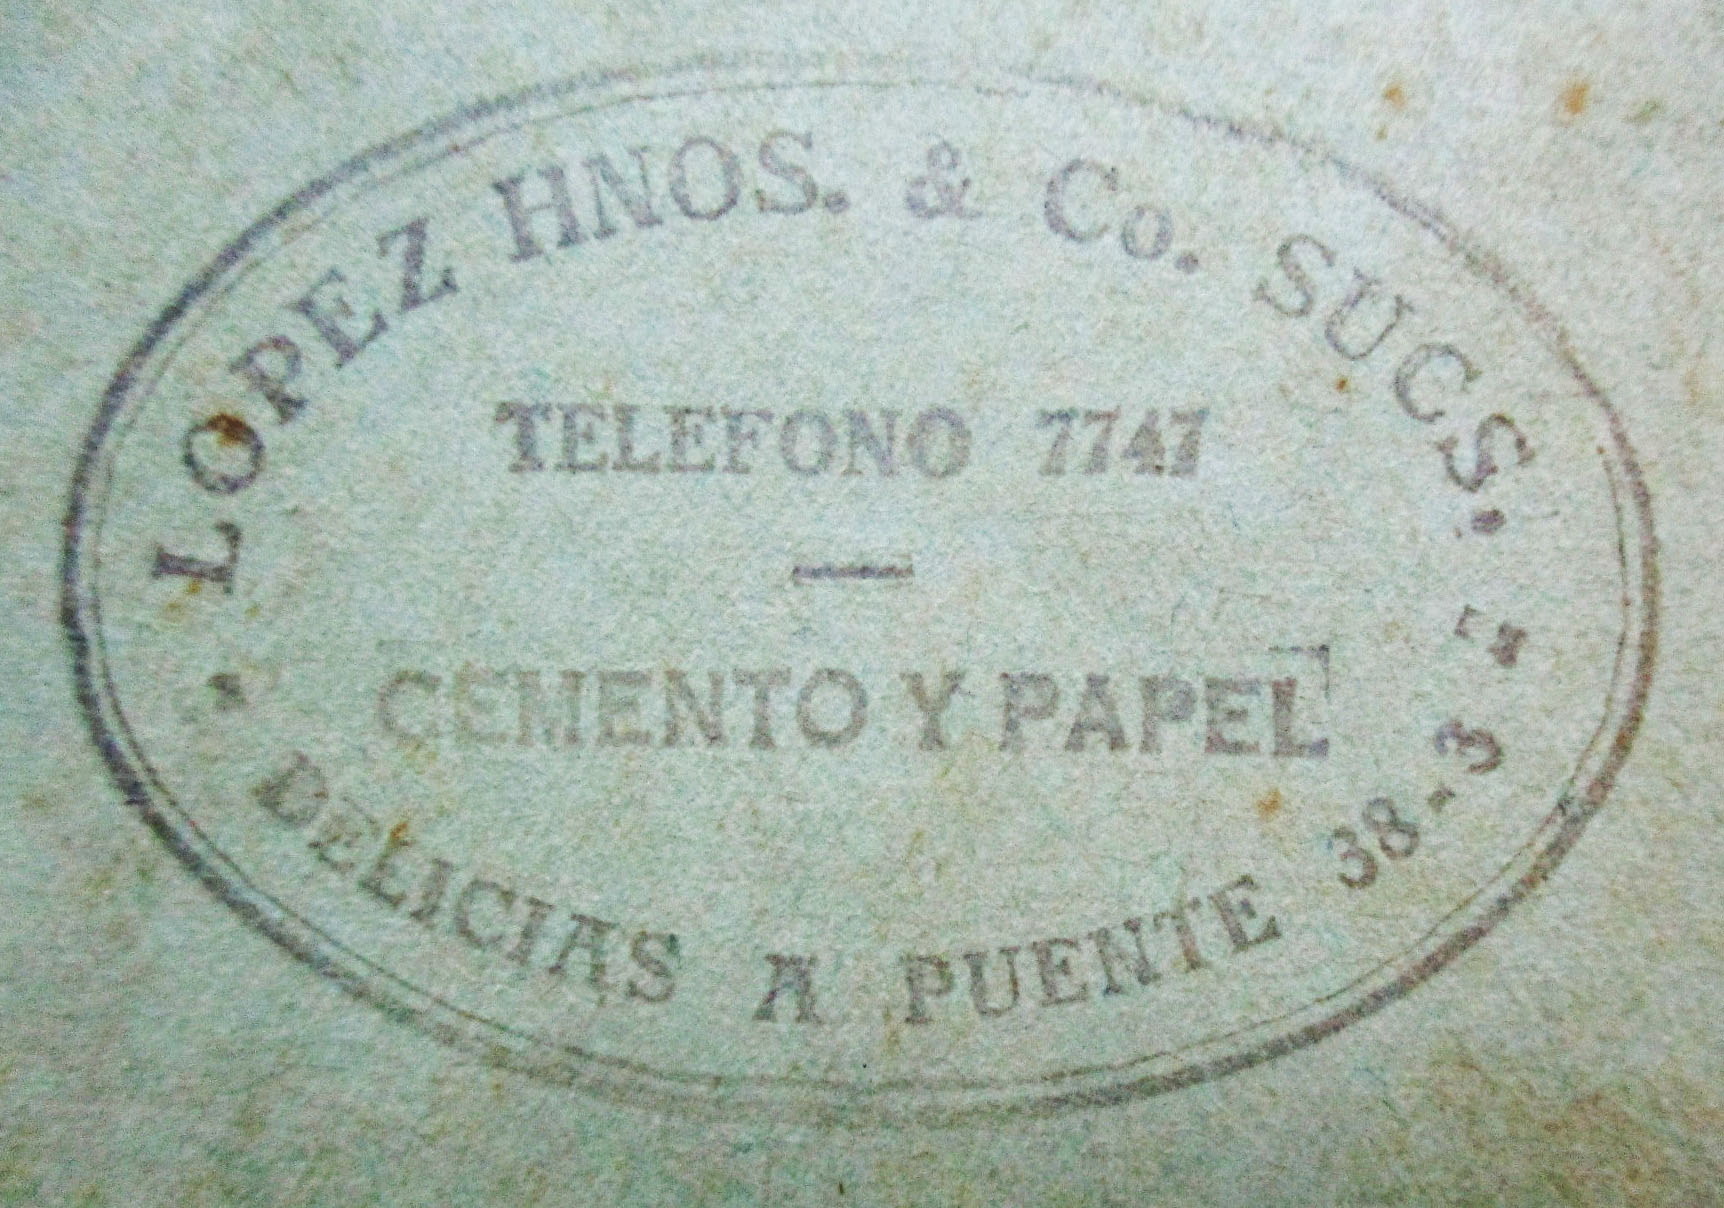 LOPEZ HNOS. & Co. SUCS.
TELEFONO 7747
CEMENTO Y PAPEL
DELICIAS A PUENTE 38-3